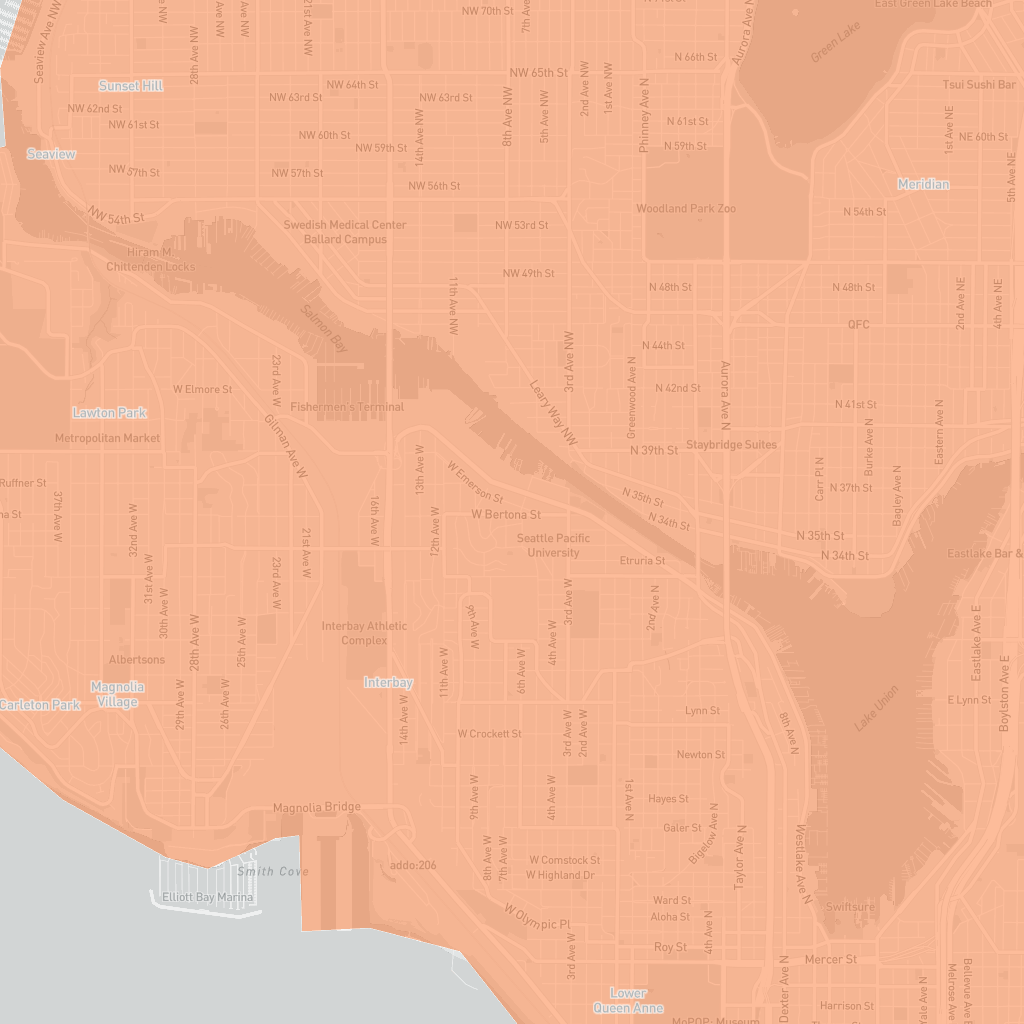 East Green Lake Beach
NW 70th St
7th Ave NW
21st Ave NW
28th Ave NW
Seaview Ave NW
Aurora Ave N
Green Lake
N 66th St
NW 65th St
Sunset Hill
NW 64th St
Tsui Sushi Bar
NW 63rd St
NW 63rd St
8th Ave NW
5th Ave NW
2nd Ave NW
1st Ave NW
Phinney Ave N
NW 62nd St
NW 61st St
14th Ave NW
N 61st St
1st Ave NE
NE 60th St
NW 60th St
NW 59th St
N 59th St
Seaview
NW 57th St
NW 57th St
NW 56th St
Meridian
5th Ave NE
Woodland Park Zoo
N 54th St
NW 54th St
Swedish Medical Center
Ballard Campus
NW 53rd St
Hiram M.
Chittenden Locks
NW 49th St
N 48th St
N 48th St
11th Ave NW
2nd Ave NE
4th Ave NE
Salmon Bay
QFC
N 44th St
3rd Ave NW
23rd Ave W
W Elmore St
Greenwood Ave N
N 42nd St
Aurora Ave N
Leary Way NW
Fishermen's Terminal
N 41st St
Lawton Park
Metropolitan Market
Gilman Ave W
Burke Ave N
Eastern Ave N
Staybridge Suites
N 39th St
13th Ave W
W Emerson St
Carr Pl N
N 37th St
Bagley Ave N
Ruffner St
37th Ave W
16th Ave W
N 35th St
N 34th St
32nd Ave W
W Bertona St
12th Ave W
Seattle Pacific
University
N 35th St
N 34th St
21st Ave W
Etruria St
Eastlake Bar &
31st Ave W
23rd Ave W
30th Ave W
3rd Ave W
2nd Ave N
9th Ave W
Interbay Athletic
Complex
28th Ave W
25th Ave W
4th Ave W
Eastlake Ave E
Albertsons
11th Ave W
6th Ave W
Boylston Ave E
Magnolia
Village
Interbay
Carleton Park
29th Ave W
26th Ave W
14th Ave W
E Lynn St
Lake Union
Lynn St
3rd Ave W
2nd Ave W
8th Ave N
W Crockett St
Newton St
9th Ave W
4th Ave W
1st Ave N
Hayes St
Magnolia Bridge
Galer St
Bigelow Ave N
Taylor Ave N
Westlake Ave N
8th Ave W
7th Ave W
W Comstock St
W Highland Dr
addo:206
Smith Cove
Elliott Bay Marina
Ward St
Aloha St
Swiftsure
W Olympic Pl
4th Ave N
Roy St
3rd Ave W
Mercer St
Dexter Ave N
Melrose Ave
Bellevue Ave E
Lower
Queen Anne
Harrison St
MoPOP: Museum